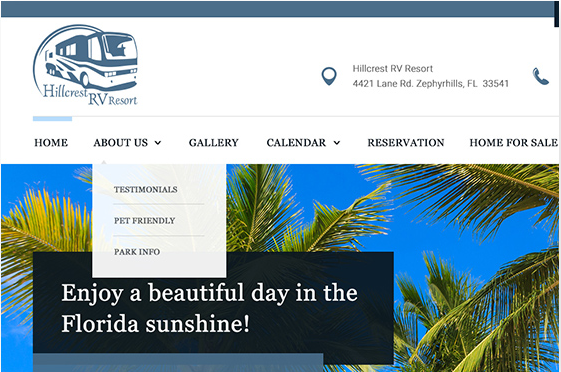 Hillcrest
RV Resort
Hillcrest RV Resort
4421 Lane Rd. Zephyrhills, FL 33541
HOME
ABOUT US
GALLERY
CALENDAR
RESERVATION
HOME FOR SALE
TESTIMONIALS
PET FRIENDLY
PARK INFO
Enjoy a beautiful day in the
Florida sunshine!